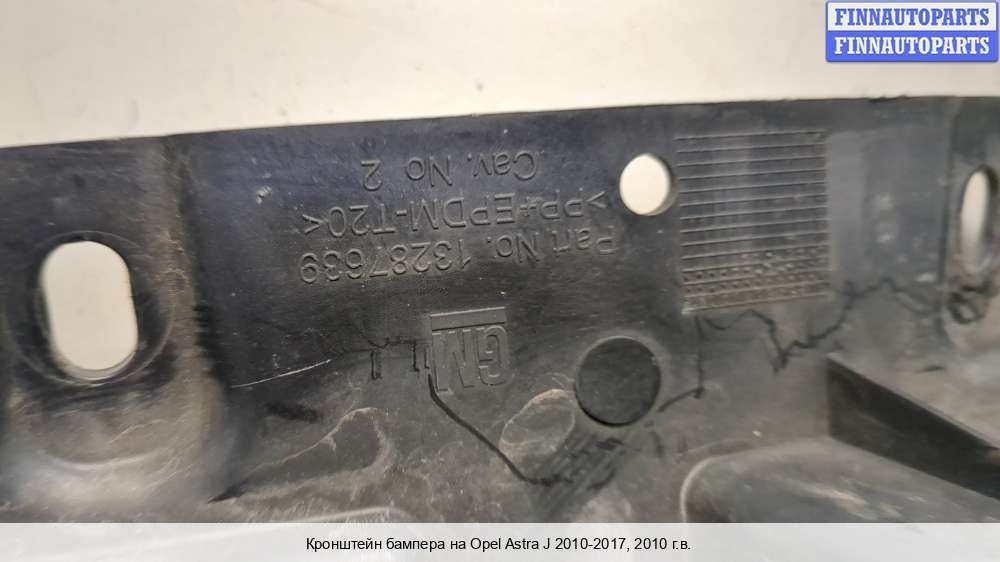 FINNAUTOPARTS
FINNAUTOPARTS
GM
Part No. 13287639
>PP+EPDM-T20<
Cav. No 2
Кронштейн бампера на Opel Astra J 2010-2017, 2010 г.в.